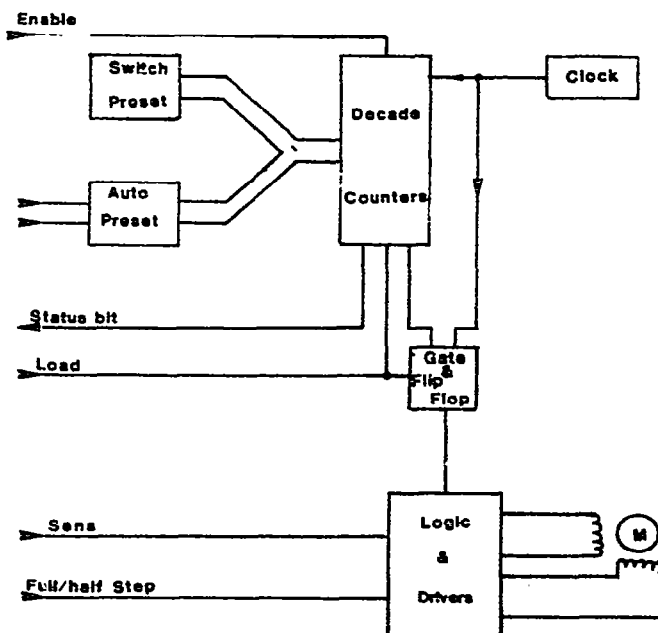 Enable
Switch
Preset
Clock
Decade
Counters
Auto
Preset
Status bit
Load
Gate
&
Flip
Flop
Sens
Logic
&
Drivers
M
Full/half Step